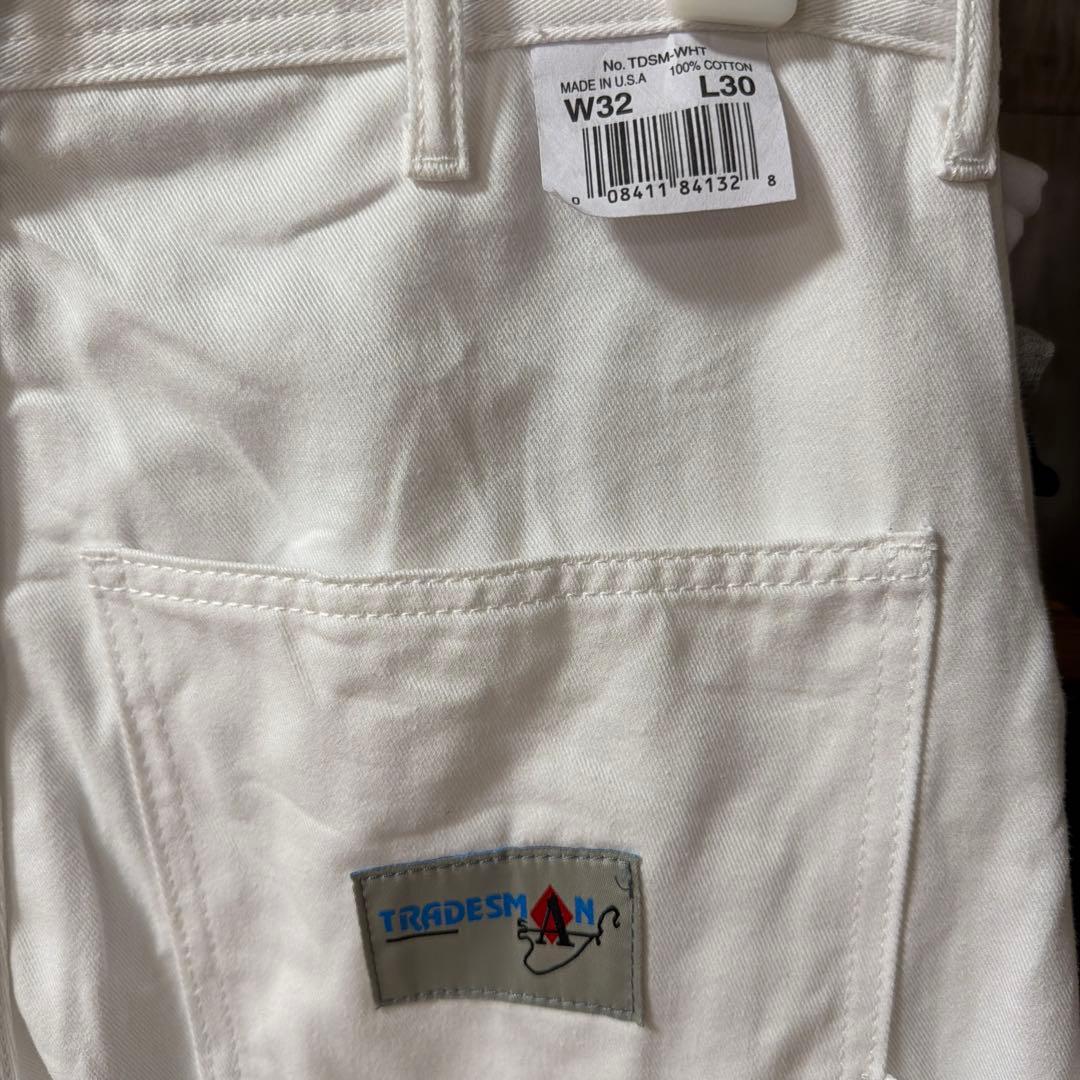 No. TDSM-WHT
MADE IN U.S.A 100% COTTON
W32 L30
0 08411 84132 8
TRADESMAN